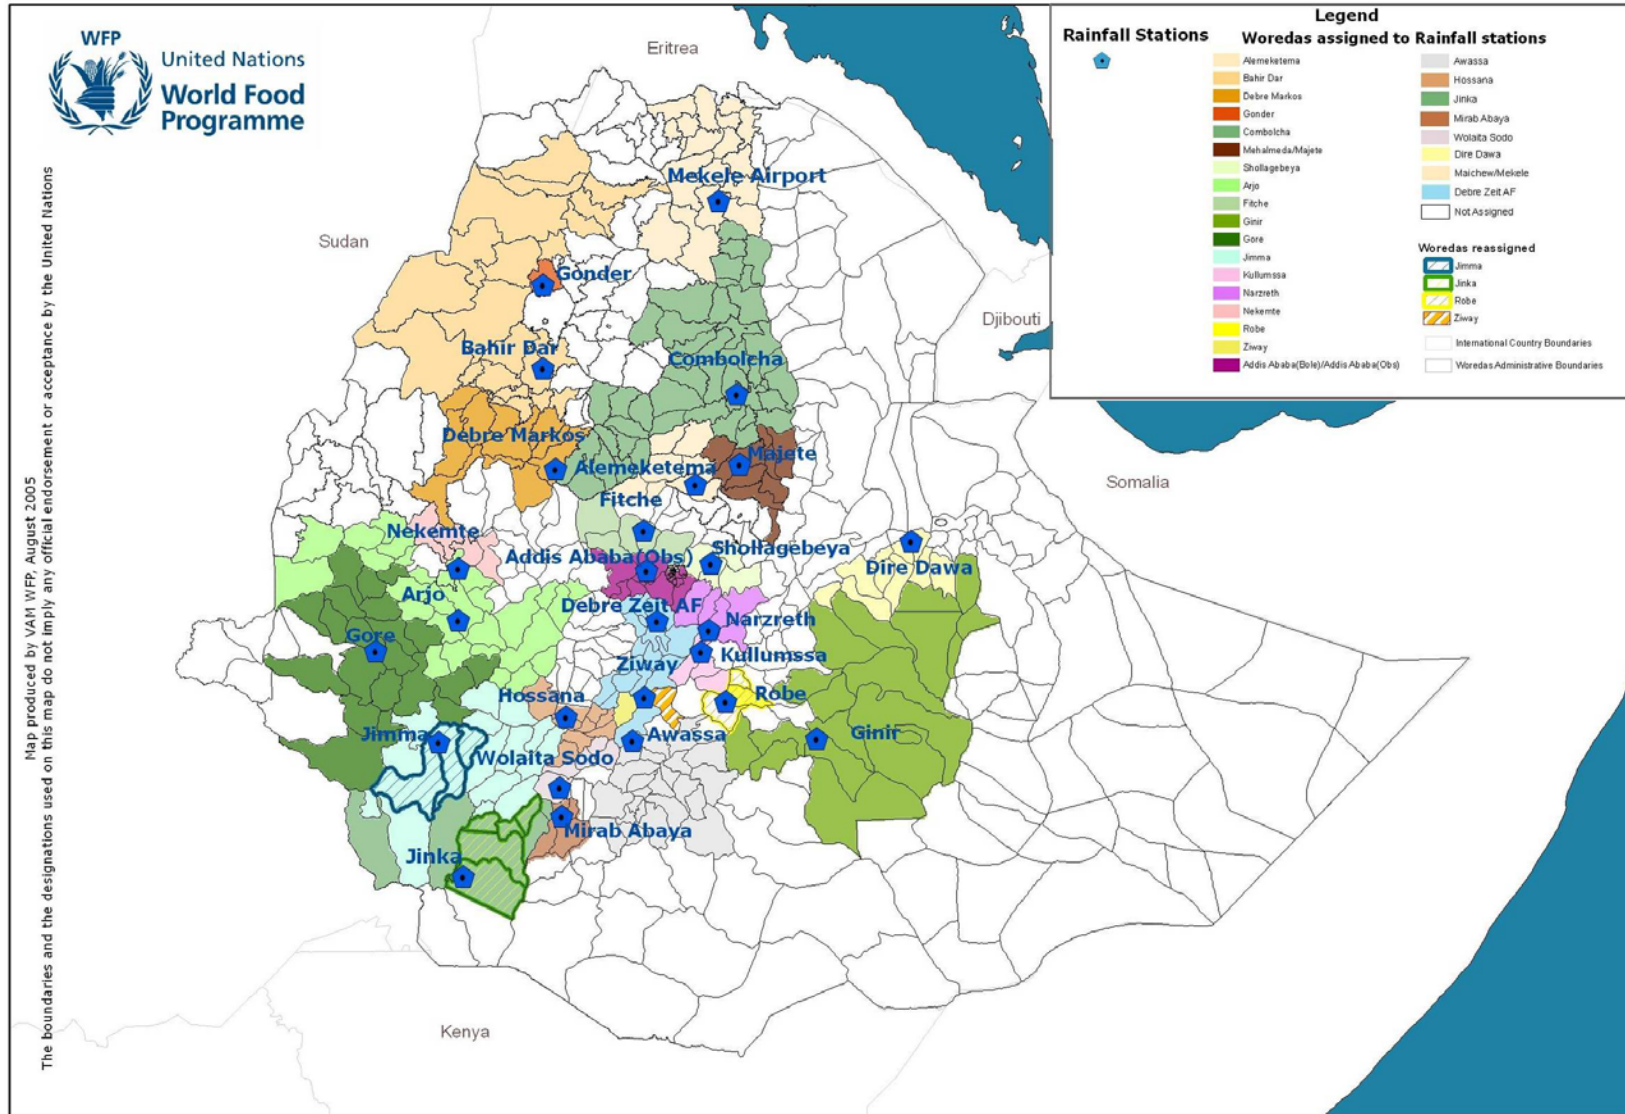 WFP
United Nations
World Food
Programme
Map produced by VAM WFP, August 2005
The boundaries and the designations used on this map do not imply any official endorsement or acceptance by the United Nations
Legend
Rainfall Stations
Woredas assigned to Rainfall stations
Alemeketema
Bahir Dar
Debre Markos
Gonder
Combolcha
Mehalmeda/Majete
Shollagebeya
Arjo
Fitche
Ginir
Gore
Jimma
Kullumssa
Narzreth
Nekemte
Robe
Ziway
Addis Ababa(Bole)/Addis Ababa(Obs)
Awassa
Hossana
Jinka
Mirab Abaya
Wolaita Sodo
Dire Dawa
Maichew/Mekele
Debre Zeit AF
Not Assigned
Woredas reassigned
Jimma
Jinka
Robe
Ziway
International Country Boundaries
Woredas Administrative Boundaries
Eritrea
Mekele Airport
Sudan
Gonder
Djibouti
Bahir Dar
Combolcha
Debre Markos
Majete
Alemeketema
Somalia
Fitche
Nekemte
Shollagebeya
Addis Ababa(Obs)
Dire Dawa
Arjo
Debre Zeit AF
Narzreth
Gore
Kullumssa
Ziway
Hossana
Robe
Jimma
Awassa
Ginir
Wolaita Sodo
Mirab Abaya
Jinka
Kenya